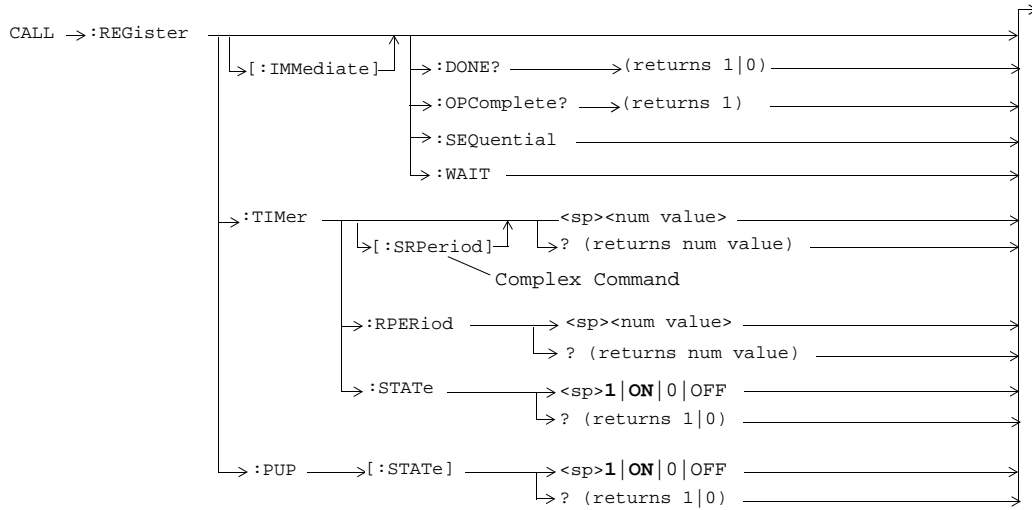 CALL :REGister
[:IMMediate]
:DONE? (returns 1|0)
:OPComplete? (returns 1)
:SEQuential
:WAIT
:TIMer <sp><num value>
[:SRPeriod] ? (returns num value)
Complex Command
:RPERiod <sp><num value>
? (returns num value)
:STATe <sp>1|ON|0|OFF
? (returns 1|0)
:PUP [:STATe] <sp>1|ON|0|OFF
? (returns 1|0)